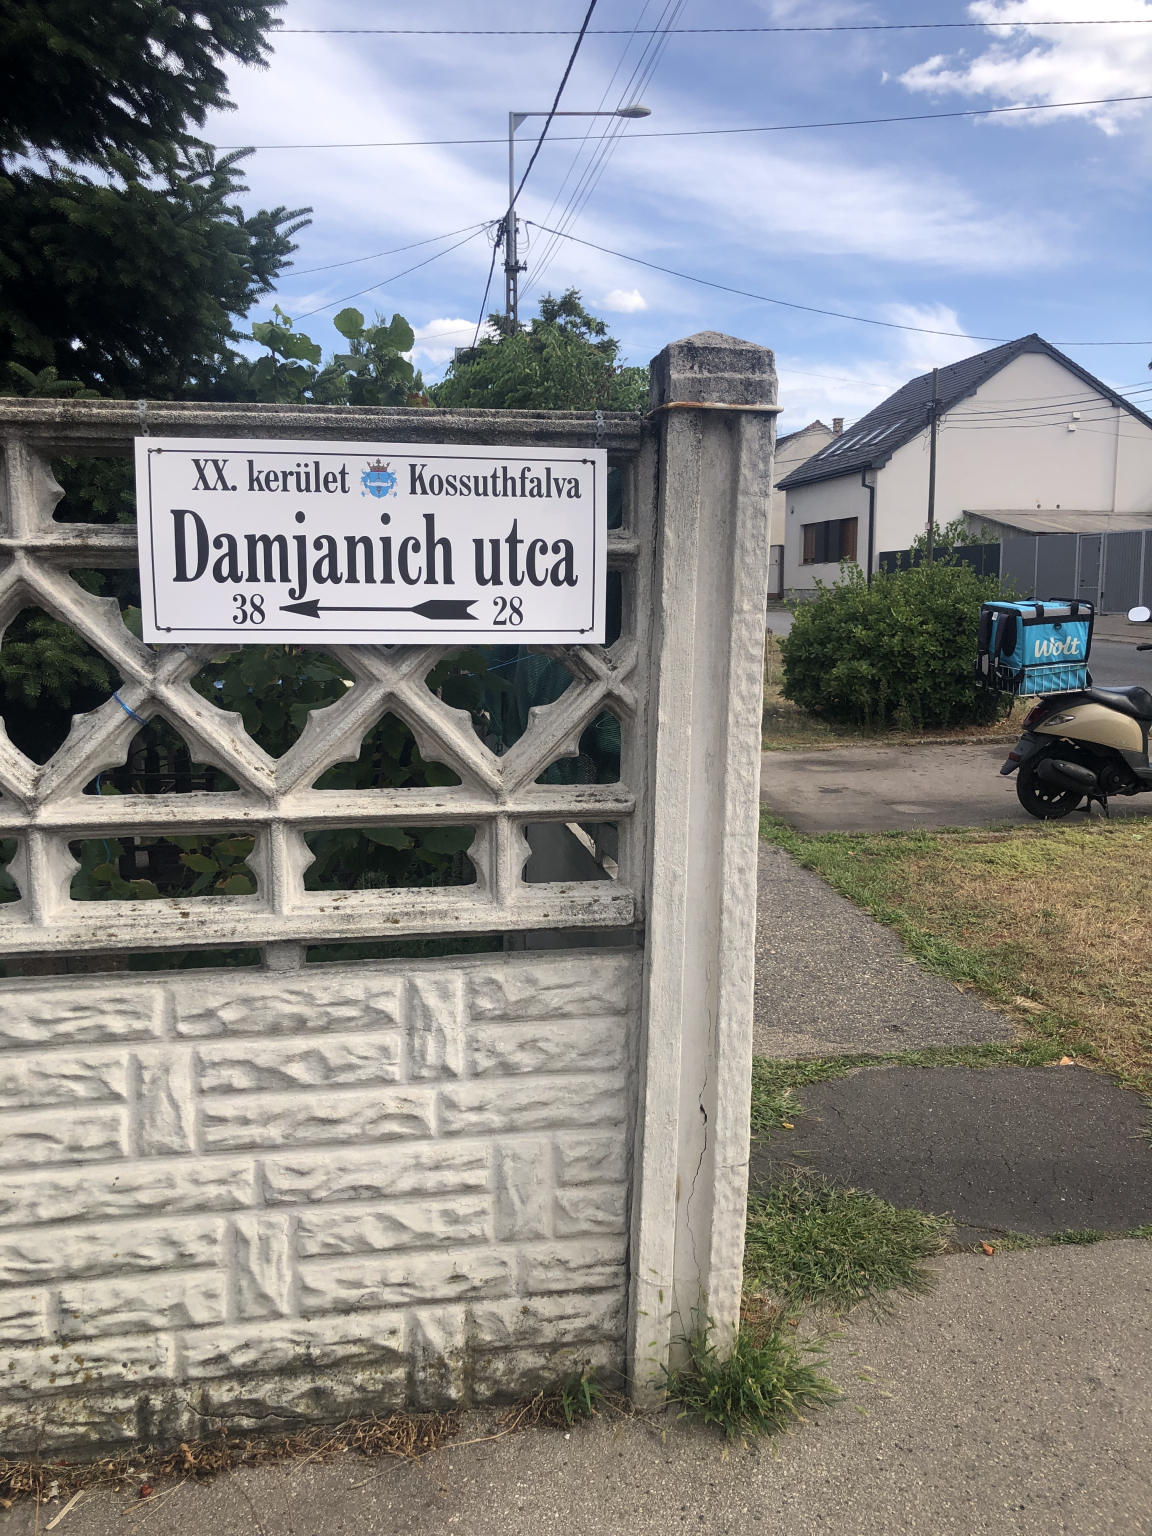 XX. kerület Kossuthfalva
Damjanich utca
38 28
Wolt